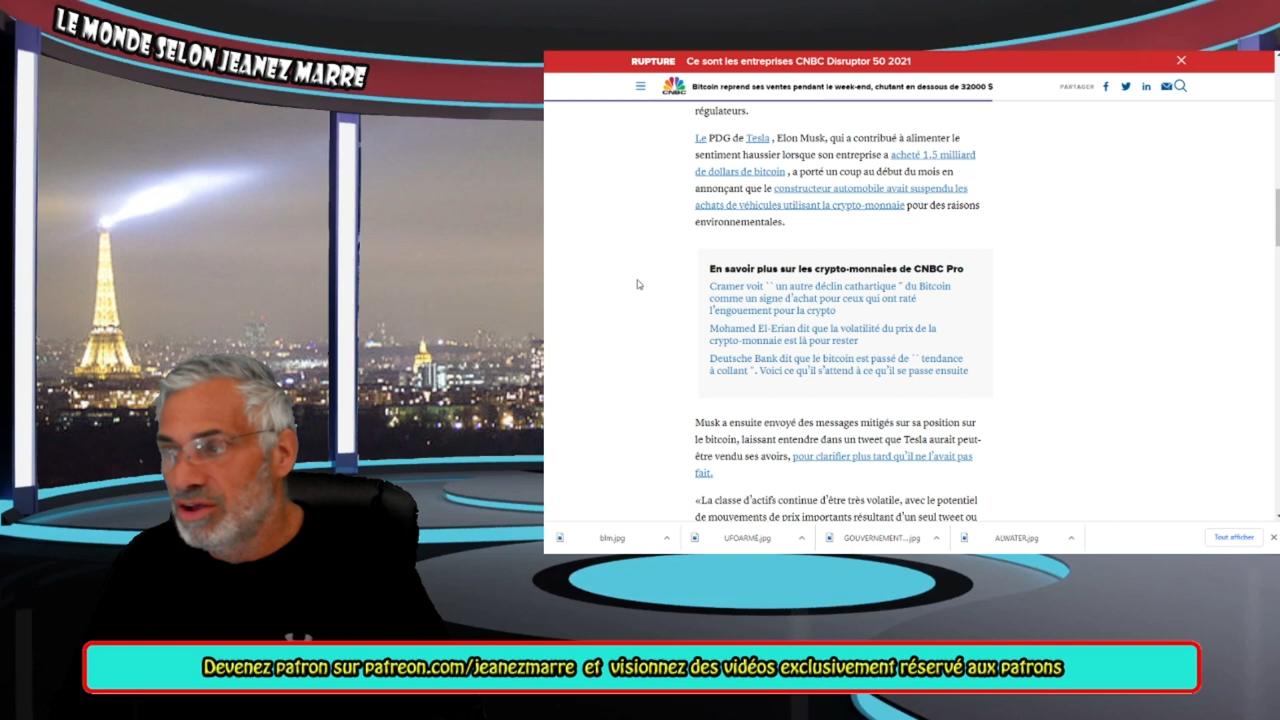 LE MONDE SELON JEANEZ MARRE
RUPTURE Ce sont les entreprises CNBC Disruptor 50 2021
CNBC
Bitcoin reprend ses ventes pendant le week-end, chutant en dessous de 32000 $
PARTAGER
régulateurs.
Le PDG de Tesla , Elon Musk, qui a contribué à alimenter le
sentiment haussier lorsque son entreprise a acheté 1,5 milliard
de dollars de bitcoin , a porté un coup au début du mois en
annonçant que le constructeur automobile avait suspendu les
achats de véhicules utilisant la crypto-monnaie pour des raisons
environnementales.
En savoir plus sur les crypto-monnaies de CNBC Pro
Cramer voit `` un autre déclin cathartique '' du Bitcoin
comme un signe d'achat pour ceux qui ont raté
l'engouement pour la crypto
Mohamed El-Erian dit que la volatilité du prix de la
crypto-monnaie est là pour rester
Deutsche Bank dit que le bitcoin est passé de `` tendance
à collant ''. Voici ce qu'il s'attend à ce qu'il se passe ensuite
Musk a ensuite envoyé des messages mitigés sur sa position sur
le bitcoin, laissant entendre dans un tweet que Tesla aurait peut-
être vendu ses avoirs, pour clarifier plus tard qu'il ne l'avait pas
fait.
«La classe d'actifs continue d'être très volatile, avec le potentiel
de mouvements de prix importants résultant d'un seul tweet ou
blm.jpg
UFOARMÉ.jpg
GOUVERNEMENT....jpg
ALWATER.jpg
Tout afficher
Devenez patron sur patreon.com/jeanezmarre et visionnez des vidéos exclusivement réservé aux patrons